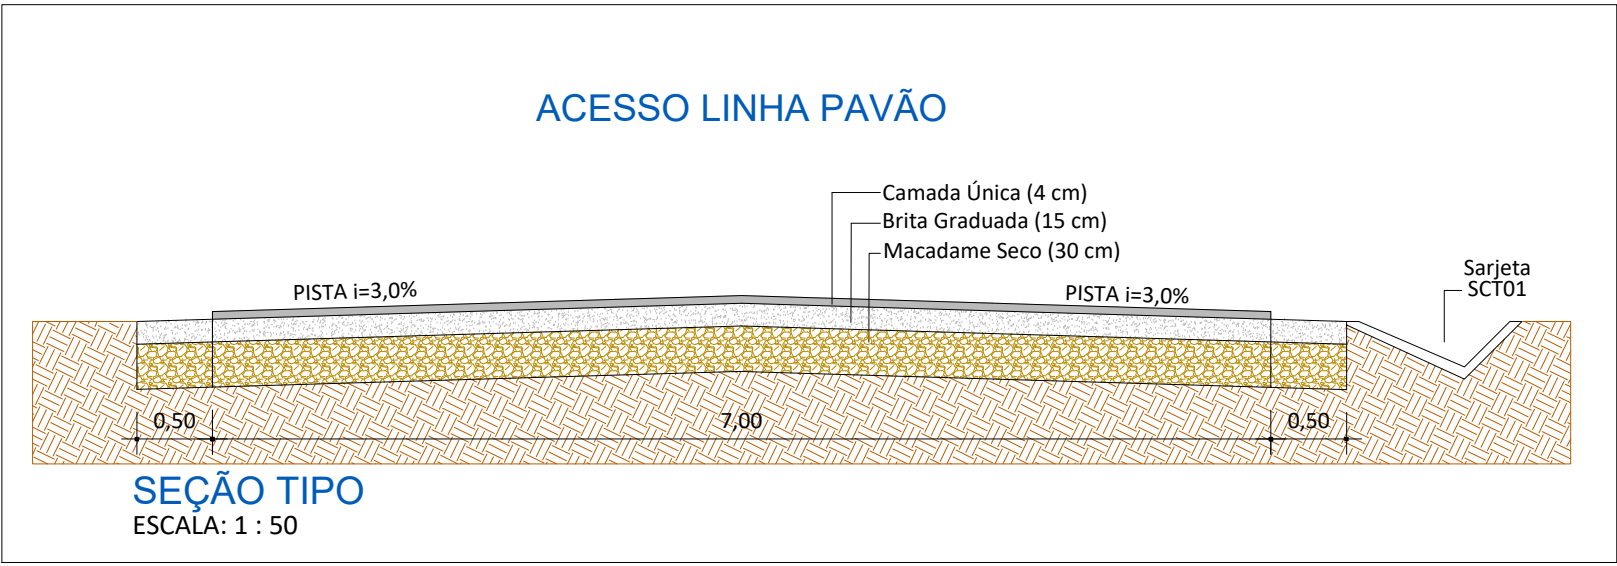 ACESSO LINHA PAVÃO
Camada Única (4 cm)
Brita Graduada (15 cm)
Macadame Seco (30 cm)
PISTA i=3,0%
PISTA i=3,0%
Sarjeta
SCT01
0,50
7,00
0,50
SEÇÃO TIPO
ESCALA: 1 : 50